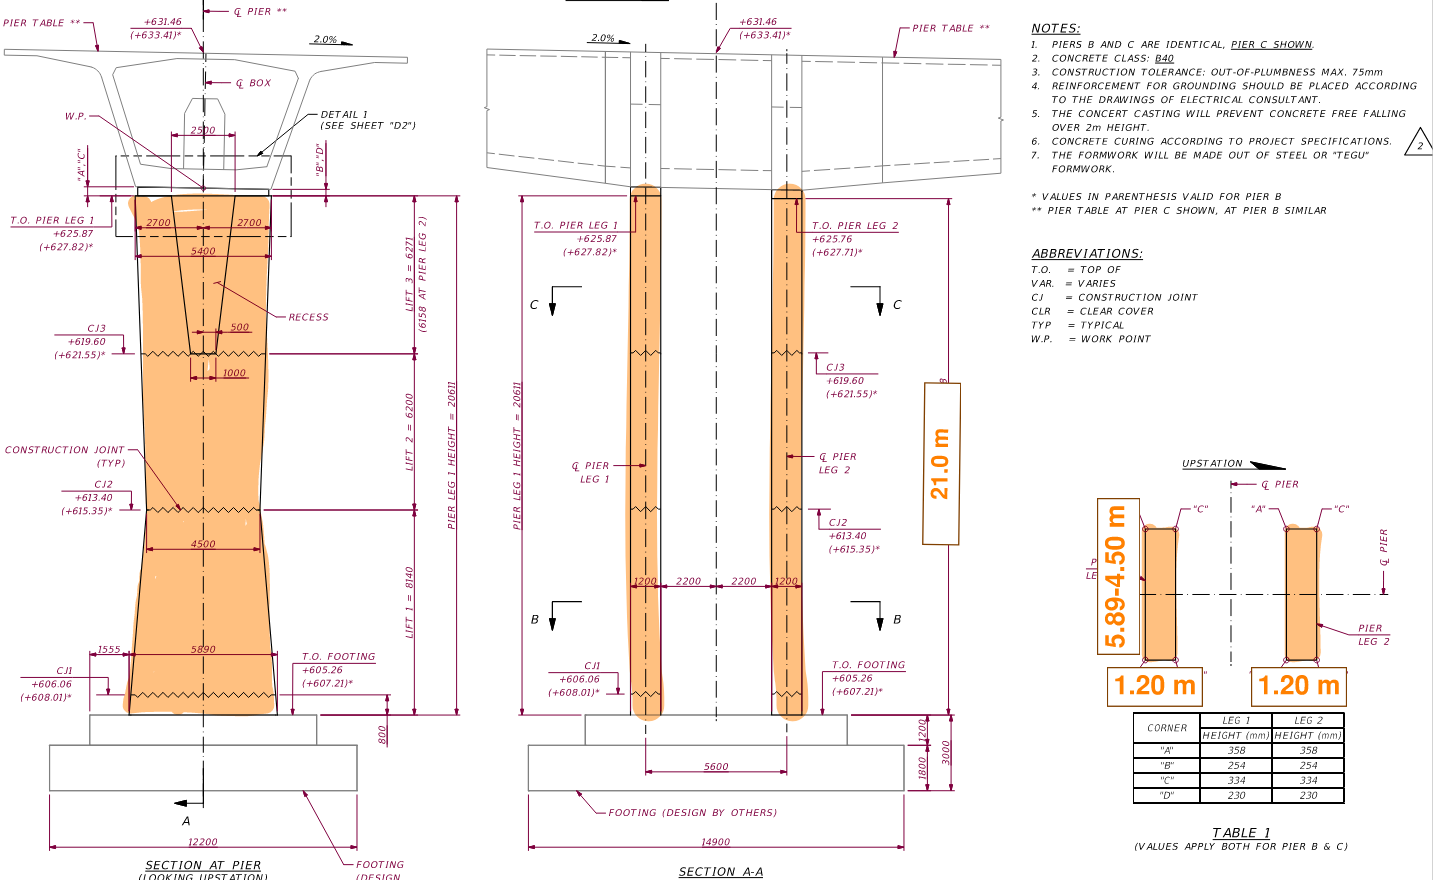 ℄ PIER **
PIER TABLE **
+631.46
(+633.41)*
2.0%
℄ BOX
W.P.
DETAIL 1
(SEE SHEET "D2")
2500
"A","C"
"B","D"
T.O. PIER LEG 1
+625.87
(+627.82)*
2700
2700
5400
LIFT 3 = 6271
(6158 AT PIER LEG 2)
RECESS
500
CJ3
+619.60
(+621.55)*
1000
LIFT 2 = 6200
PIER LEG 1 HEIGHT = 20611
CONSTRUCTION JOINT
(TYP)
CJ2
+613.40
(+615.35)*
4500
LIFT 1 = 8140
1555
5890
T.O. FOOTING
+605.26
(+607.21)*
CJ1
+606.06
(+608.01)*
800
A
12200
SECTION AT PIER
(LOOKING UPSTATION)
FOOTING
(DESIGN
+631.46
(+633.41)*
2.0%
PIER TABLE **
T.O. PIER LEG 1
+625.87
(+627.82)*
T.O. PIER LEG 2
+625.76
(+627.71)*
C
C
CJ3
+619.60
(+621.55)*
PIER LEG 1 HEIGHT = 20611
21.0 m
℄ PIER
LEG 1
℄ PIER
LEG 2
CJ2
+613.40
(+615.35)*
1200
2200
2200
1200
B
B
CJ1
+606.06
(+608.01)*
T.O. FOOTING
+605.26
(+607.21)*
1200
1800
3000
5600
FOOTING (DESIGN BY OTHERS)
14900
SECTION A-A
NOTES:
1. PIERS B AND C ARE IDENTICAL, PIER C SHOWN.
2. CONCRETE CLASS: B40
3. CONSTRUCTION TOLERANCE: OUT-OF-PLUMBNESS MAX. 75mm
4. REINFORCEMENT FOR GROUNDING SHOULD BE PLACED ACCORDING
TO THE DRAWINGS OF ELECTRICAL CONSULTANT.
5. THE CONCERT CASTING WILL PREVENT CONCRETE FREE FALLING
OVER 2m HEIGHT.
6. CONCRETE CURING ACCORDING TO PROJECT SPECIFICATIONS.
7. THE FORMWORK WILL BE MADE OUT OF STEEL OR "TEGU"
FORMWORK.
2
* VALUES IN PARENTHESIS VALID FOR PIER B
** PIER TABLE AT PIER C SHOWN, AT PIER B SIMILAR
ABBREVIATIONS:
T.O. = TOP OF
VAR. = VARIES
CJ = CONSTRUCTION JOINT
CLR = CLEAR COVER
TYP = TYPICAL
W.P. = WORK POINT
UPSTATION
℄ PIER
"C"
"A"
"C"
5.89-4.50 m
℄ PIER
PIER
LEG 2
1.20 m
1.20 m
CORNER LEG 1 LEG 2
HEIGHT (mm) HEIGHT (mm)
"A" 358 358
"B" 254 254
"C" 334 334
"D" 230 230
TABLE 1
(VALUES APPLY BOTH FOR PIER B & C)